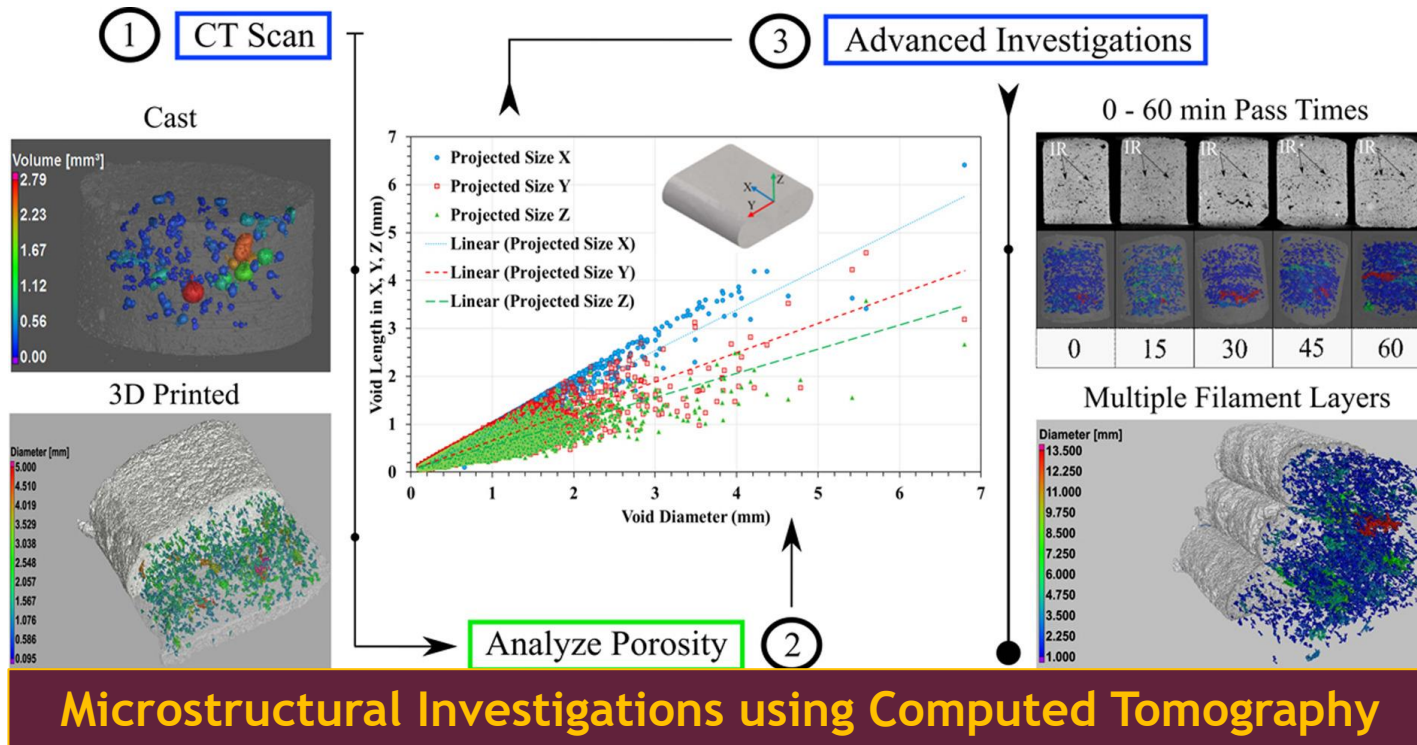 1 CT Scan
3 Advanced Investigations
Cast
Volume [mm³]
2.79
2.23
1.67
1.12
0.56
0.00
3D Printed
Diameter [mm]
5.000
4.510
4.019
3.529
3.038
2.548
2.057
1.567
1.076
0.586
0.095
7
6
5
4
3
2
1
0
Void Length in X, Y, Z (mm)
Projected Size X
Projected Size Y
Projected Size Z
Linear (Projected Size X)
Linear (Projected Size Y)
Linear (Projected Size Z)
X Y Z
0 1 2 3 4 5 6 7
Void Diameter (mm)
Analyze Porosity 2
0 - 60 min Pass Times
IR IR IR IR IR
0 15 30 45 60
Multiple Filament Layers
Diameter [mm]
13.500
12.250
11.000
9.750
8.500
7.250
6.000
4.750
3.500
2.250
1.000
Microstructural Investigations using Computed Tomography